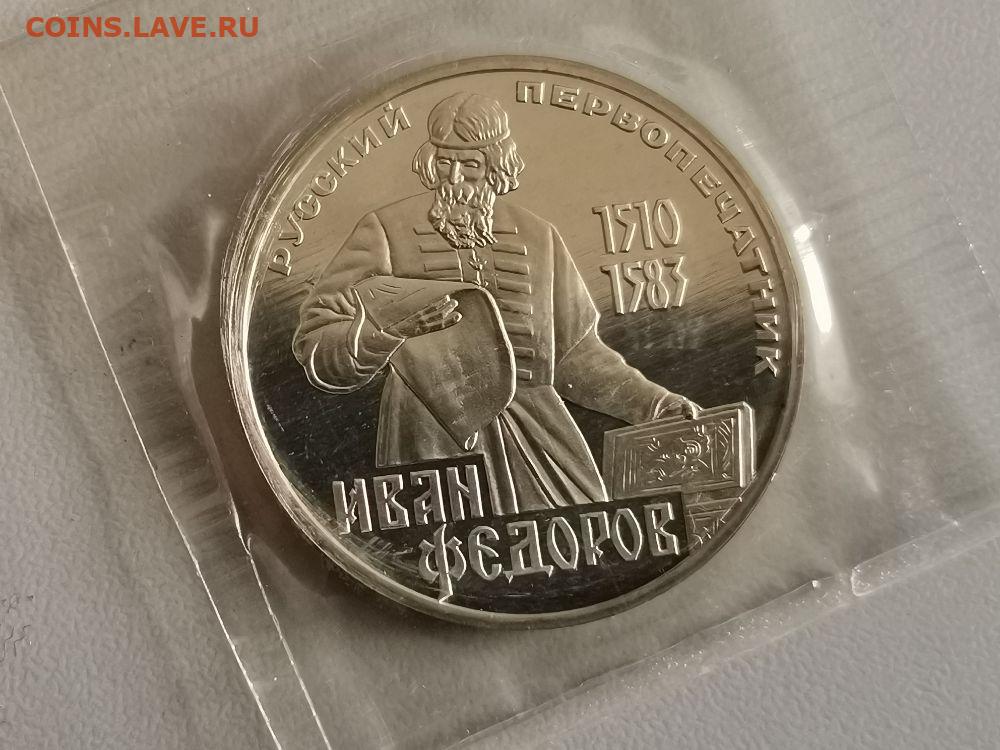 COINS.LAVE.RU
РУССКИЙ ПЕРВОПЕЧАТНИК
1510
1583
ИВАН
ФЕДОРОВ